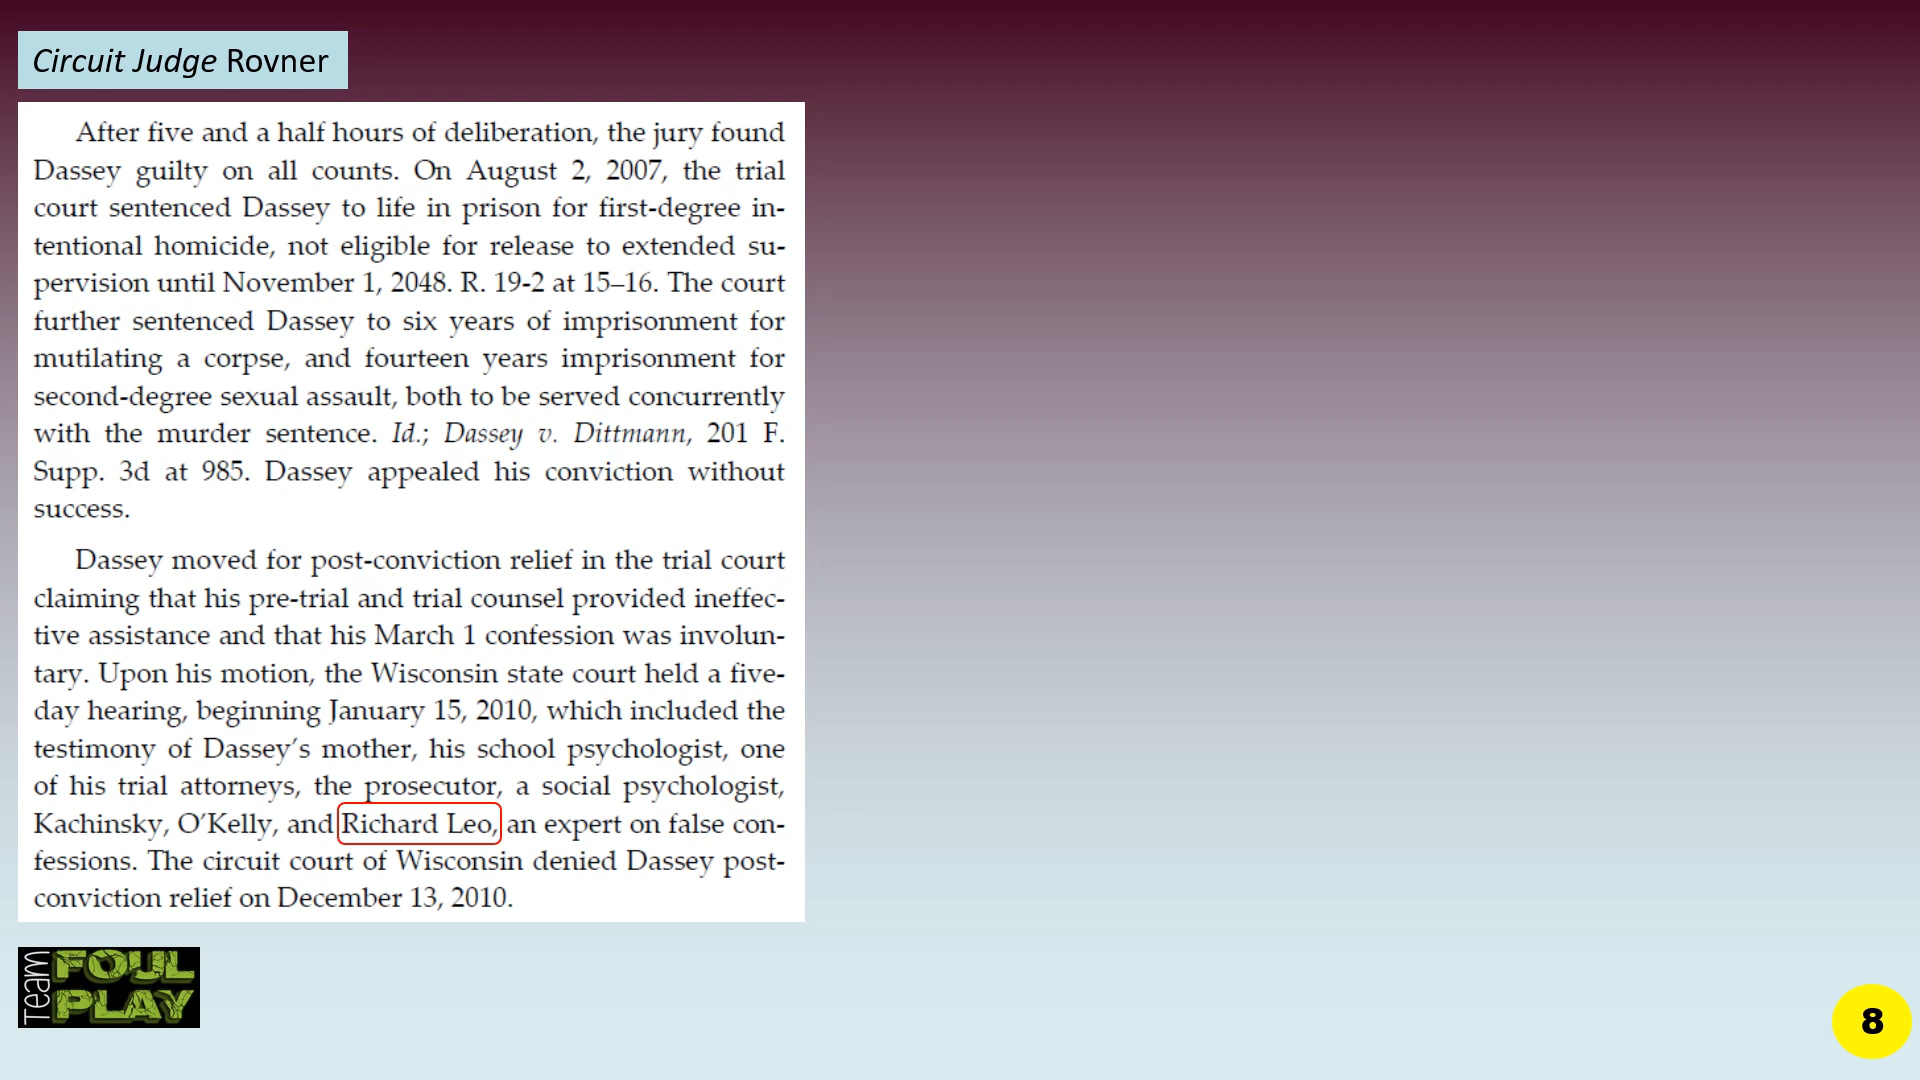 Circuit Judge Rovner
After five and a half hours of deliberation, the jury found
Dassey guilty on all counts. On August 2, 2007, the trial
court sentenced Dassey to life in prison for first-degree in-
tentional homicide, not eligible for release to extended su-
pervision until November 1, 2048. R. 19-2 at 15–16. The court
further sentenced Dassey to six years of imprisonment for
mutilating a corpse, and fourteen years imprisonment for
second-degree sexual assault, both to be served concurrently
with the murder sentence. Id.; Dassey v. Dittmann, 201 F.
Supp. 3d at 985. Dassey appealed his conviction without
success.
Dassey moved for post-conviction relief in the trial court
claiming that his pre-trial and trial counsel provided ineffec-
tive assistance and that his March 1 confession was involun-
tary. Upon his motion, the Wisconsin state court held a five-
day hearing, beginning January 15, 2010, which included the
testimony of Dassey’s mother, his school psychologist, one
of his trial attorneys, the prosecutor, a social psychologist,
Kachinsky, O’Kelly, and Richard Leo, an expert on false con-
fessions. The circuit court of Wisconsin denied Dassey post-
conviction relief on December 13, 2010.
Team
FOUL
PLAY
8